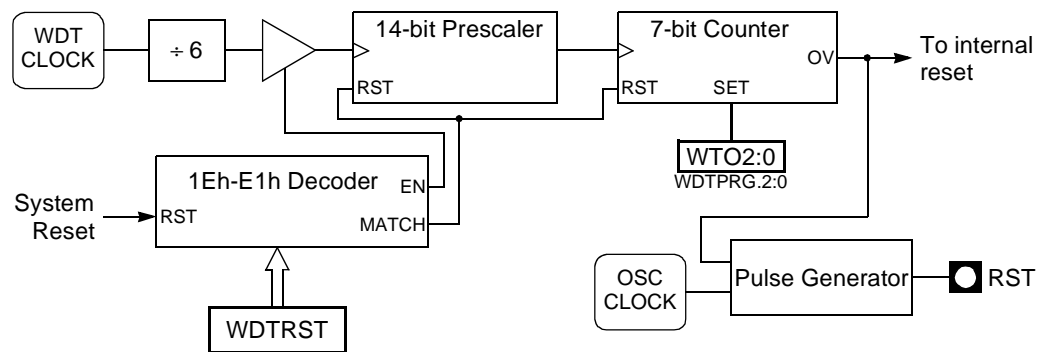 WDT
CLOCK
÷ 6
14-bit Prescaler
RST
7-bit Counter
RST
SET
OV
To internal
reset
WTO2:0
WDTPRG.2:0
1Eh-E1h Decoder
EN
RST
MATCH
System
Reset
WDTRST
OSC
CLOCK
Pulse Generator
RST